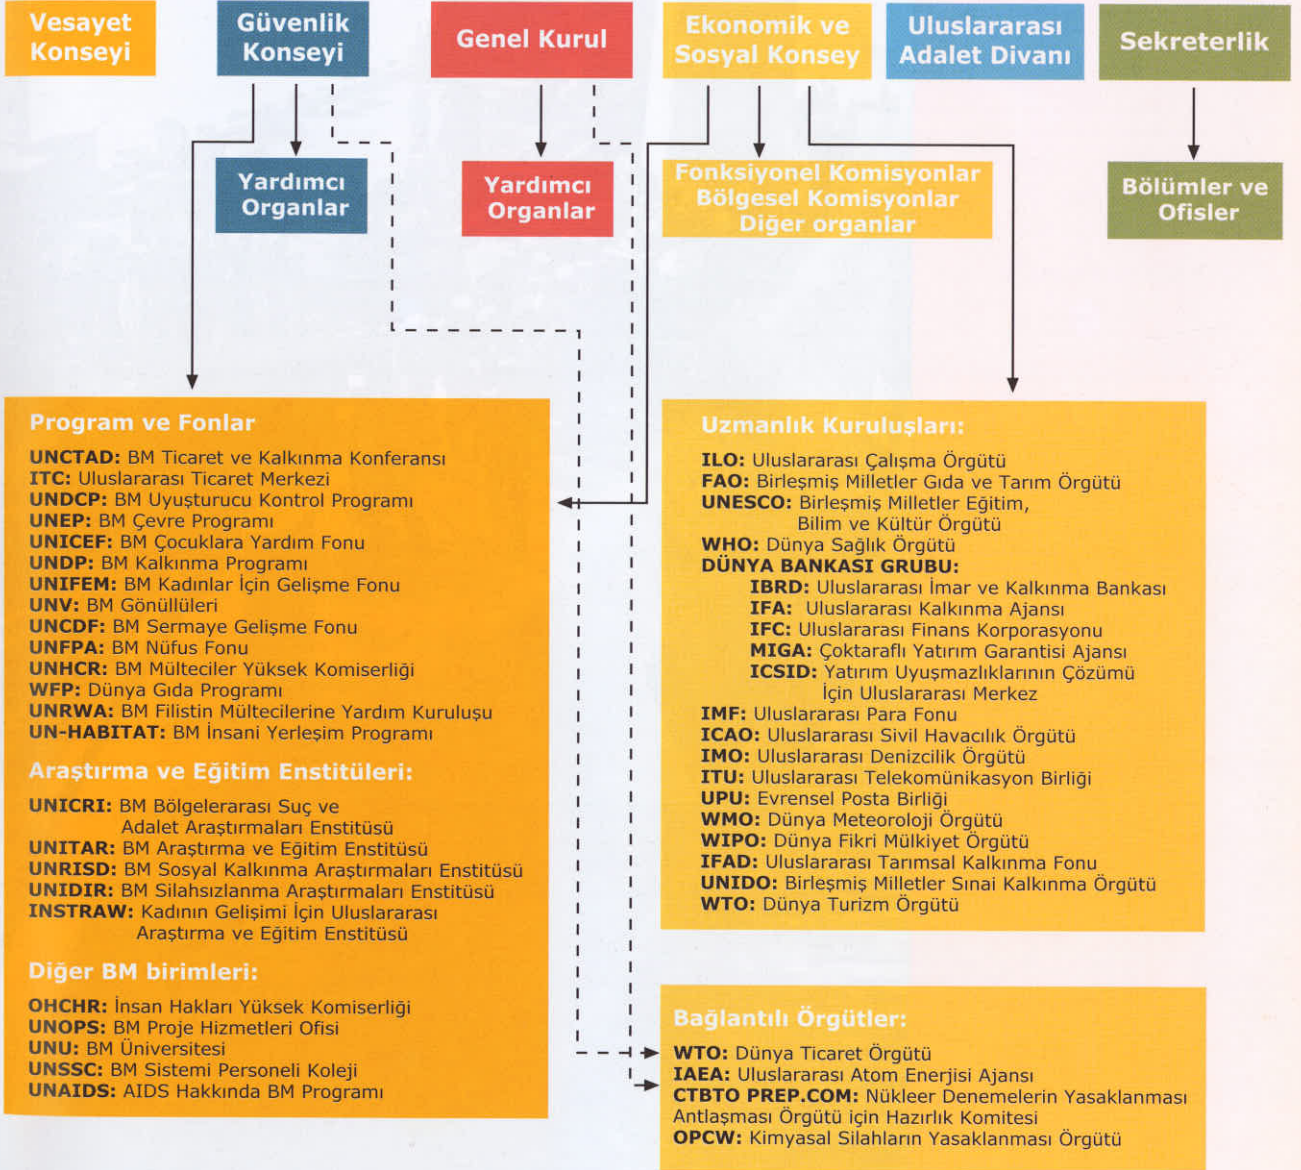 Vesayet
Konseyi
Güvenlik
Konseyi
Genel Kurul
Ekonomik ve
Sosyal Konsey
Uluslararası
Adalet Divanı
Sekreterlik
Yardımcı
Organlar
Yardımcı
Organlar
Fonksiyonel Komisyonlar
Bölgesel Komisyonlar
Diğer organlar
Bölümler ve
Ofisler
Program ve Fonlar
UNCTAD: BM Ticaret ve Kalkınma Konferansı
ITC: Uluslararası Ticaret Merkezi
UNDCP: BM Uyuşturucu Kontrol Programı
UNEP: BM Çevre Programı
UNICEF: BM Çocuklara Yardım Fonu
UNDP: BM Kalkınma Programı
UNIFEM: BM Kadınlar İçin Gelişme Fonu
UNV: BM Gönüllüleri
UNCDF: BM Sermaye Gelişme Fonu
UNFPA: BM Nüfus Fonu
UNHCR: BM Mülteciler Yüksek Komiserliği
WFP: Dünya Gıda Programı
UNRWA: BM Filistin Mültecilerine Yardım Kuruluşu
UN-HABITAT: BM İnsani Yerleşim Programı
Araştırma ve Eğitim Enstitüleri:
UNICRI: BM Bölgelerarası Suç ve
Adalet Araştırmaları Enstitüsü
UNITAR: BM Araştırma ve Eğitim Enstitüsü
UNRISD: BM Sosyal Kalkınma Araştırmaları Enstitüsü
UNIDIR: BM Silahsızlanma Araştırmaları Enstitüsü
INSTRAW: Kadının Gelişimi İçin Uluslararası
Araştırma ve Eğitim Enstitüsü
Diğer BM birimleri:
OHCHR: İnsan Hakları Yüksek Komiserliği
UNOPS: BM Proje Hizmetleri Ofisi
UNU: BM Üniversitesi
UNSSC: BM Sistemi Personeli Koleji
UNAIDS: AIDS Hakkında BM Programı
Uzmanlık Kuruluşları:
ILO: Uluslararası Çalışma Örgütü
FAO: Birleşmiş Milletler Gıda ve Tarım Örgütü
UNESCO: Birleşmiş Milletler Eğitim,
Bilim ve Kültür Örgütü
WHO: Dünya Sağlık Örgütü
DÜNYA BANKASI GRUBU:
IBRD: Uluslararası İmar ve Kalkınma Bankası
IFA: Uluslararası Kalkınma Ajansı
IFC: Uluslararası Finans Korporasyonu
MIGA: Çoktaraflı Yatırım Garantisi Ajansı
ICSID: Yatırım Uyuşmazlıklarının Çözümü
İçin Uluslararası Merkez
IMF: Uluslararası Para Fonu
ICAO: Uluslararası Sivil Havacılık Örgütü
IMO: Uluslararası Denizcilik Örgütü
ITU: Uluslararası Telekomünikasyon Birliği
UPU: Evrensel Posta Birliği
WMO: Dünya Meteoroloji Örgütü
WIPO: Dünya Fikri Mülkiyet Örgütü
IFAD: Uluslararası Tarımsal Kalkınma Fonu
UNIDO: Birleşmiş Milletler Sınai Kalkınma Örgütü
WTO: Dünya Turizm Örgütü
Bağlantılı Örgütler:
WTO: Dünya Ticaret Örgütü
IAEA: Uluslararası Atom Enerjisi Ajansı
CTBTO PREP.COM: Nükleer Denemelerin Yasaklanması
Antlaşması Örgütü için Hazırlık Komitesi
OPCW: Kimyasal Silahların Yasaklanması Örgütü